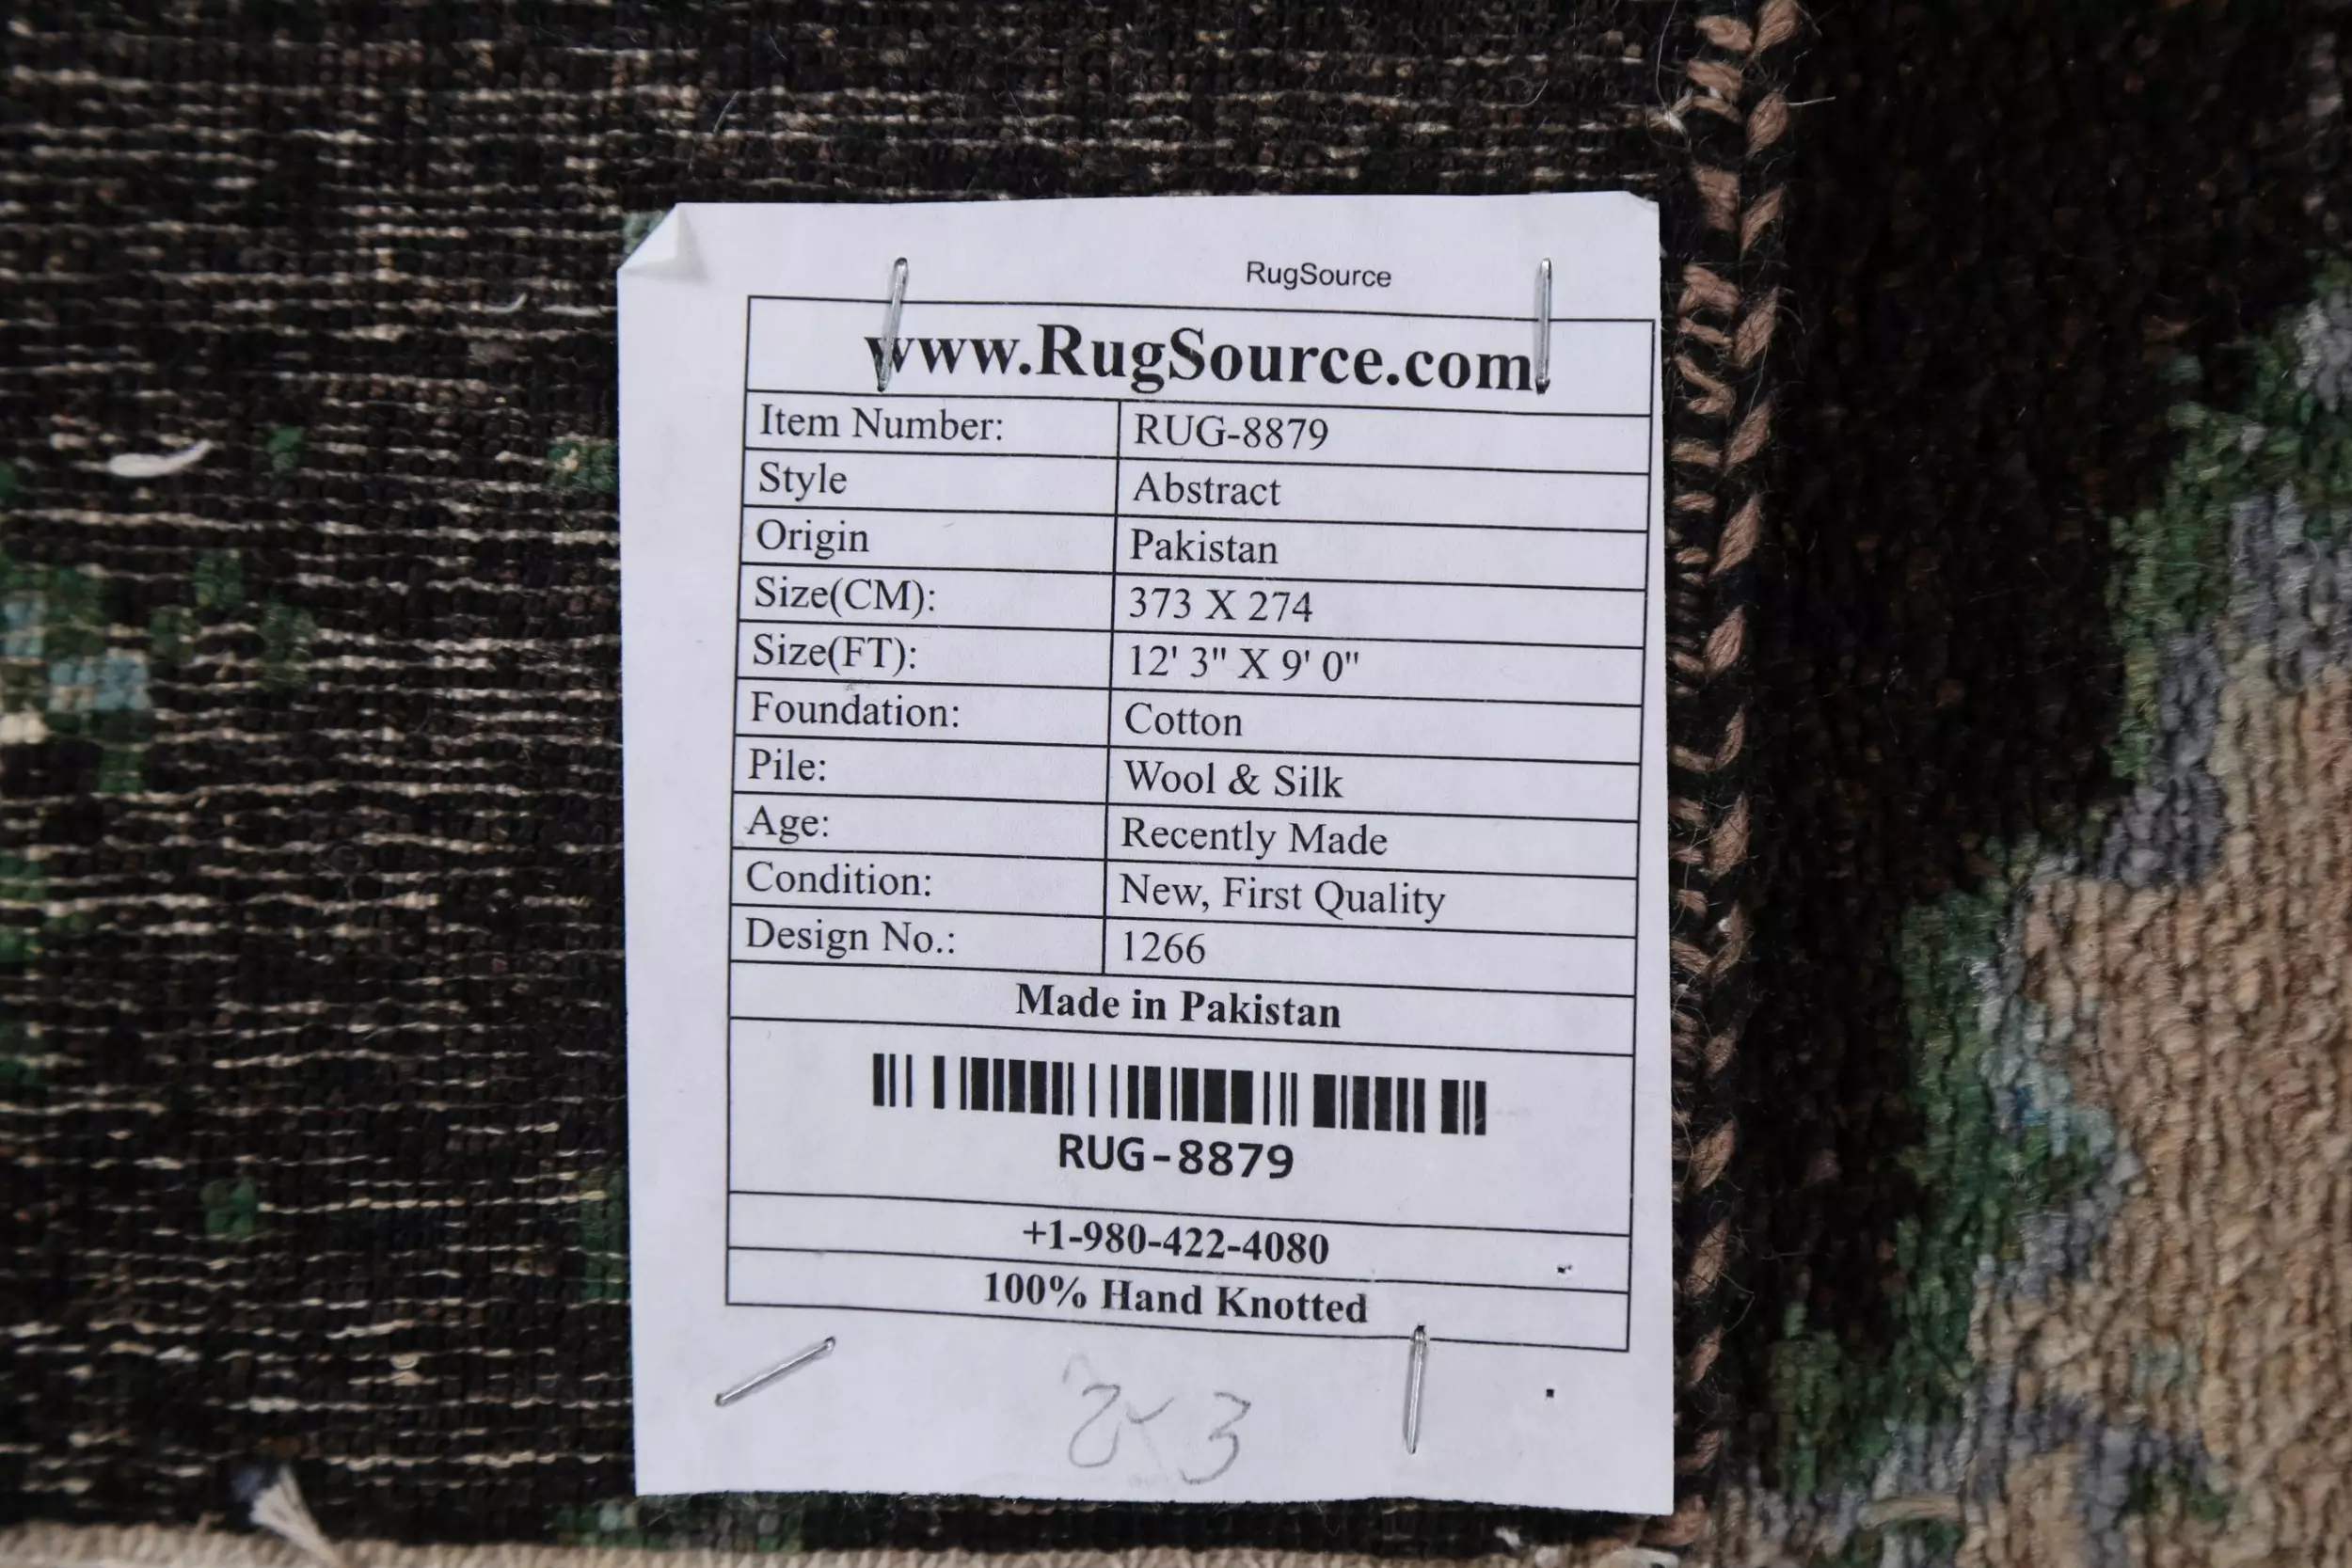 RugSource
www.RugSource.com
Item Number: RUG-8879
Style Abstract
Origin Pakistan
Size(CM): 373 X 274
Size(FT): 12' 3" X 9' 0"
Foundation: Cotton
Pile: Wool & Silk
Age: Recently Made
Condition: New, First Quality
Design No.: 1266
Made in Pakistan
RUG-8879
+1-980-422-4080
100% Hand Knotted